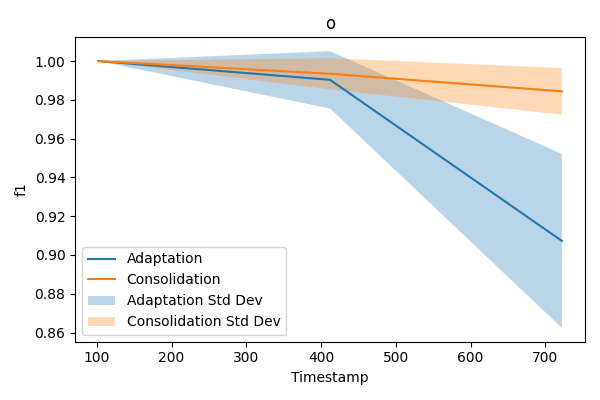 o
1.00
0.98
0.96
0.94
0.92
0.90
0.88
0.86
f1
Adaptation
Consolidation
Adaptation Std Dev
Consolidation Std Dev
100 200 300 400 500 600 700
Timestamp